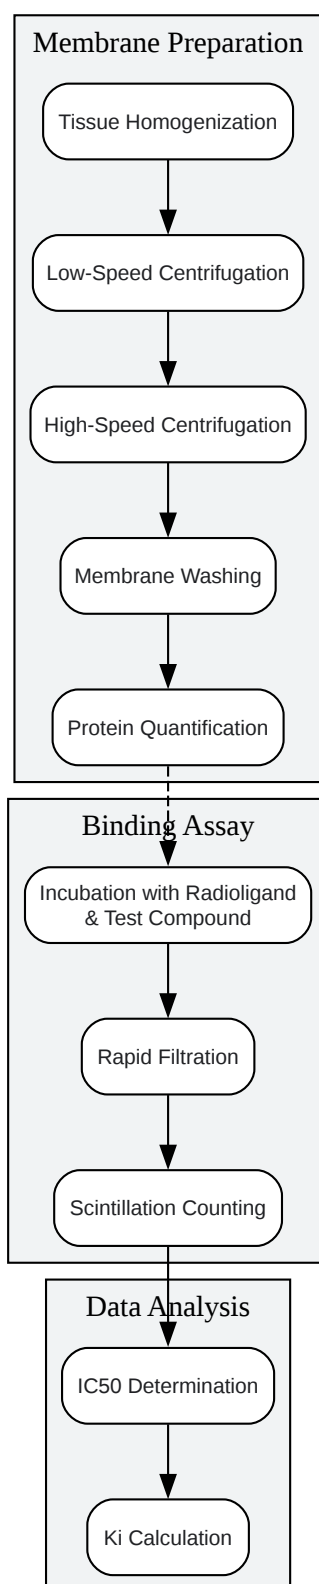 Membrane Preparation
Tissue Homogenization
Low-Speed Centrifugation
High-Speed Centrifugation
Membrane Washing
Protein Quantification
Binding Assay
Incubation with Radioligand
& Test Compound
Rapid Filtration
Scintillation Counting
Data Analysis
IC50 Determination
Ki Calculation